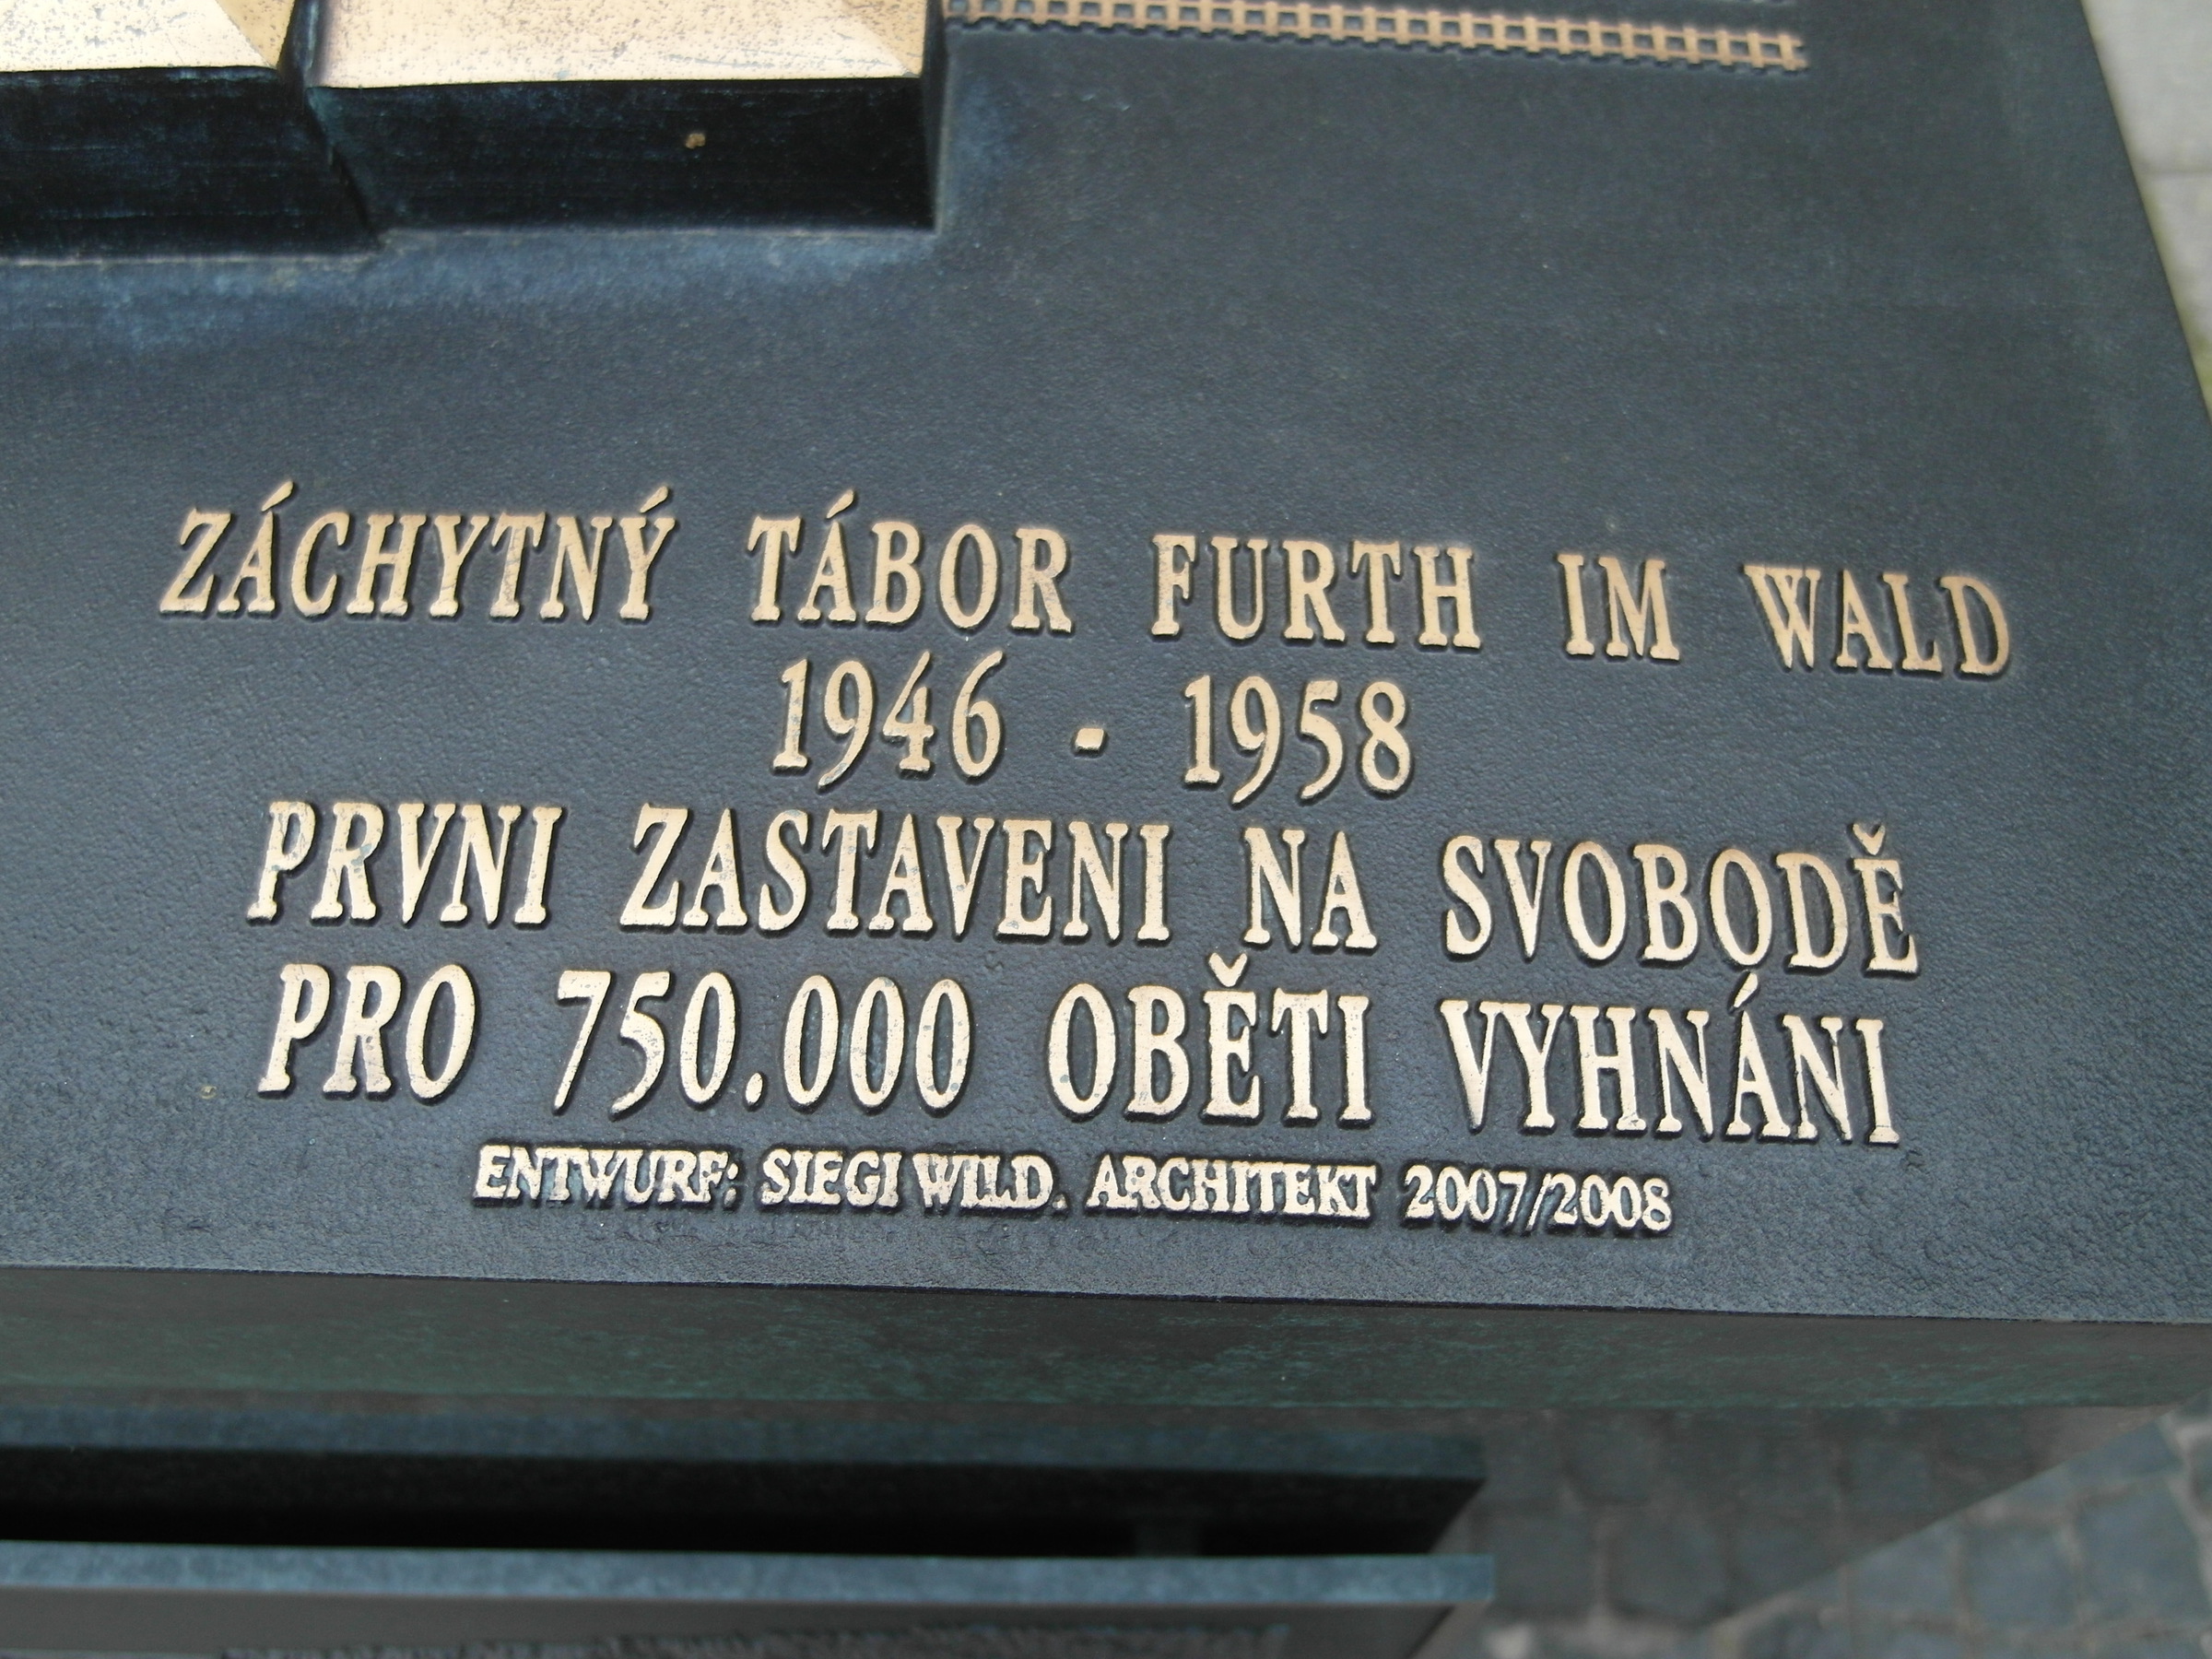 ZÁCHYTNÝ TÁBOR FURTH IM WALD
1946 - 1958
PRVNI ZASTAVENI NA SVOBODĚ
PRO 750.000 OBĚTI VYHNÁNI
ENTWURF: SIEGI WILD. ARCHITEKT 2007/2008